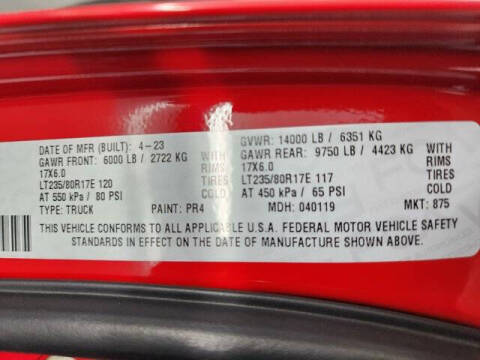 DATE OF MFR (BUILT): 4-23 GVWR: 14000 LB / 6351 KG
GAWR FRONT: 6000 LB / 2722 KG WITH GAWR REAR: 9750 LB / 4423 KG WITH
17X6.0 RIMS 17X6.0 RIMS
LT235/80R17E 120 TIRES LT235/80R17E 117 TIRES
AT 550 kPa / 80 PSI COLD AT 450 kPa / 65 PSI COLD
TYPE: TRUCK PAINT: PR4 MDH: 040119 MKT: 875
THIS VEHICLE CONFORMS TO ALL APPLICABLE U.S.A. FEDERAL MOTOR VEHICLE SAFETY
STANDARDS IN EFFECT ON THE DATE OF MANUFACTURE SHOWN ABOVE.